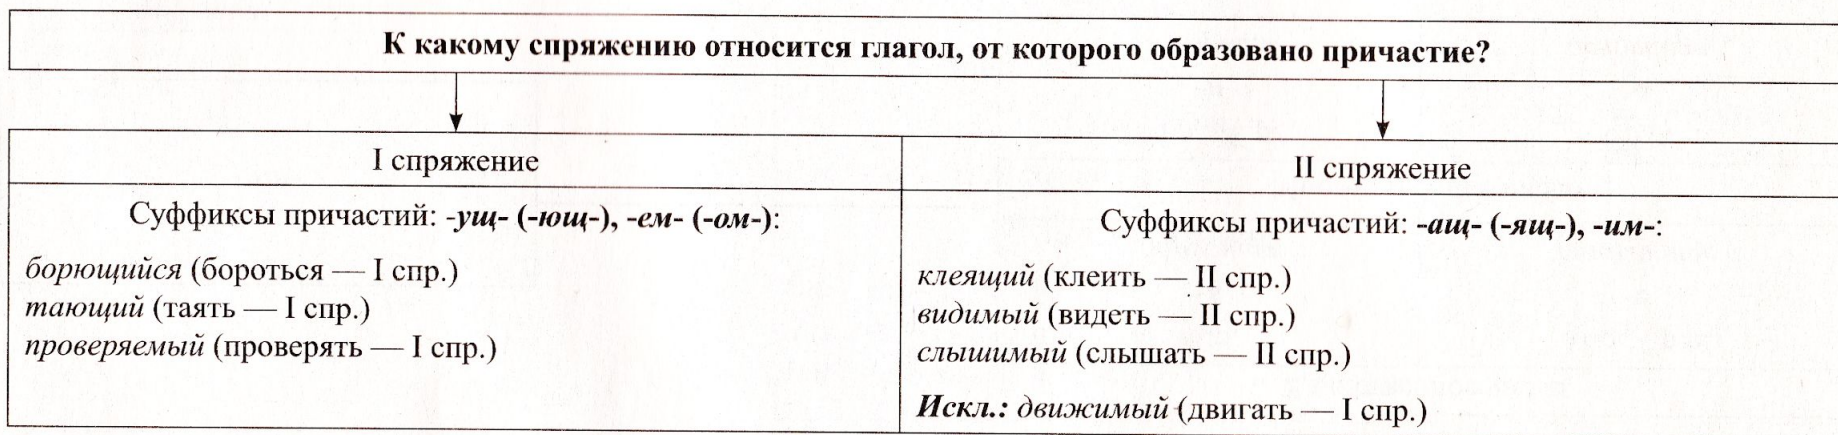 К какому спряжению относится глагол, от которого образовано причастие?
I спряжение
Суффиксы причастий: -ущ- (-ющ-), -ем- (-ом-):
борющийся (бороться — I спр.)
тающий (таять — I спр.)
проверяемый (проверять — I спр.)
II спряжение
Суффиксы причастий: -ащ- (-ящ-), -им-:
клеящий (клеить — II спр.)
видимый (видеть — II спр.)
слышимый (слышать — II спр.)
Искл.: движимый (двигать — I спр.)